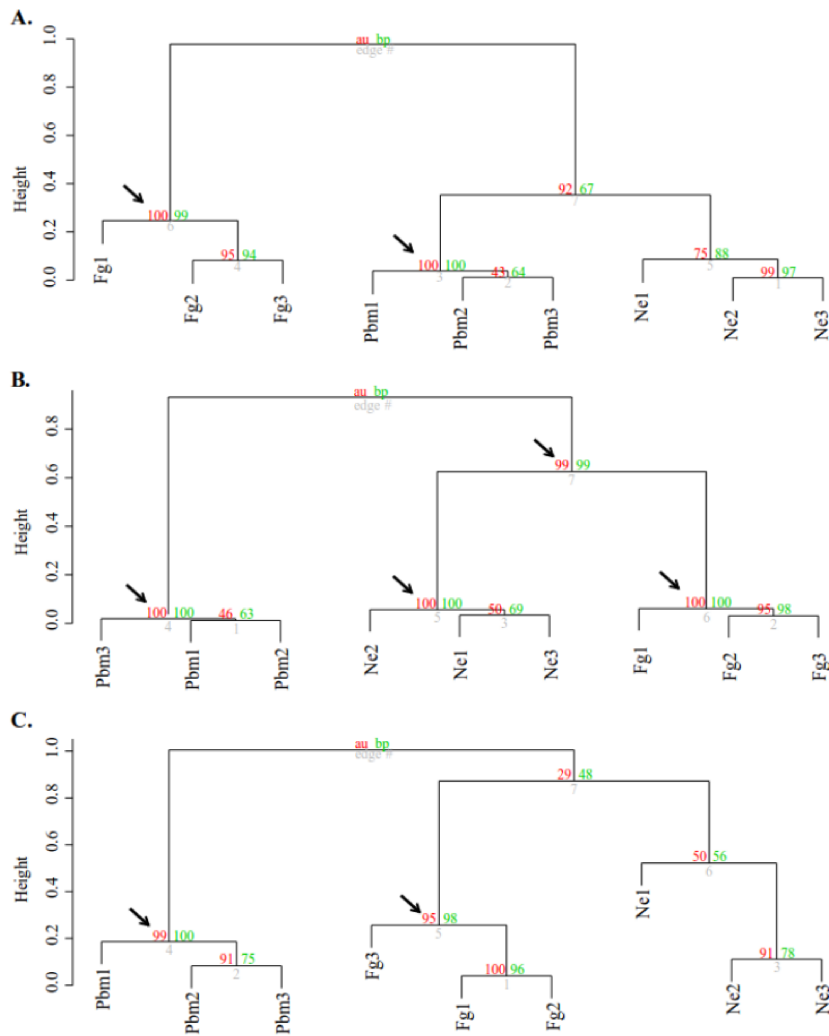 A.
Height
0.0 0.2 0.4 0.6 0.8 1.0
au bp
edge #
92 67
7
100 99
6
100 100
3
75 88
5
95 94
4
43 64
2
99 97
1
Fg1
Fg2
Fg3
Pbm1
Pbm2
Pbm3
Ne1
Ne2
Ne3
B.
Height
0.0 0.2 0.4 0.6 0.8
au bp
edge #
99 99
7
100 100
4
46 63
1
100 100
5
50 69
3
100 100
6
95 98
2
Pbm3
Pbm1
Pbm2
Ne2
Ne1
Ne3
Fg1
Fg2
Fg3
C.
Height
0.0 0.2 0.4 0.6 0.8 1.0
au bp
edge #
29 48
7
50 56
6
99 100
4
95 98
5
91 75
2
100 96
1
91 78
3
Pbm1
Pbm2
Pbm3
Fg3
Fg1
Fg2
Ne1
Ne2
Ne3